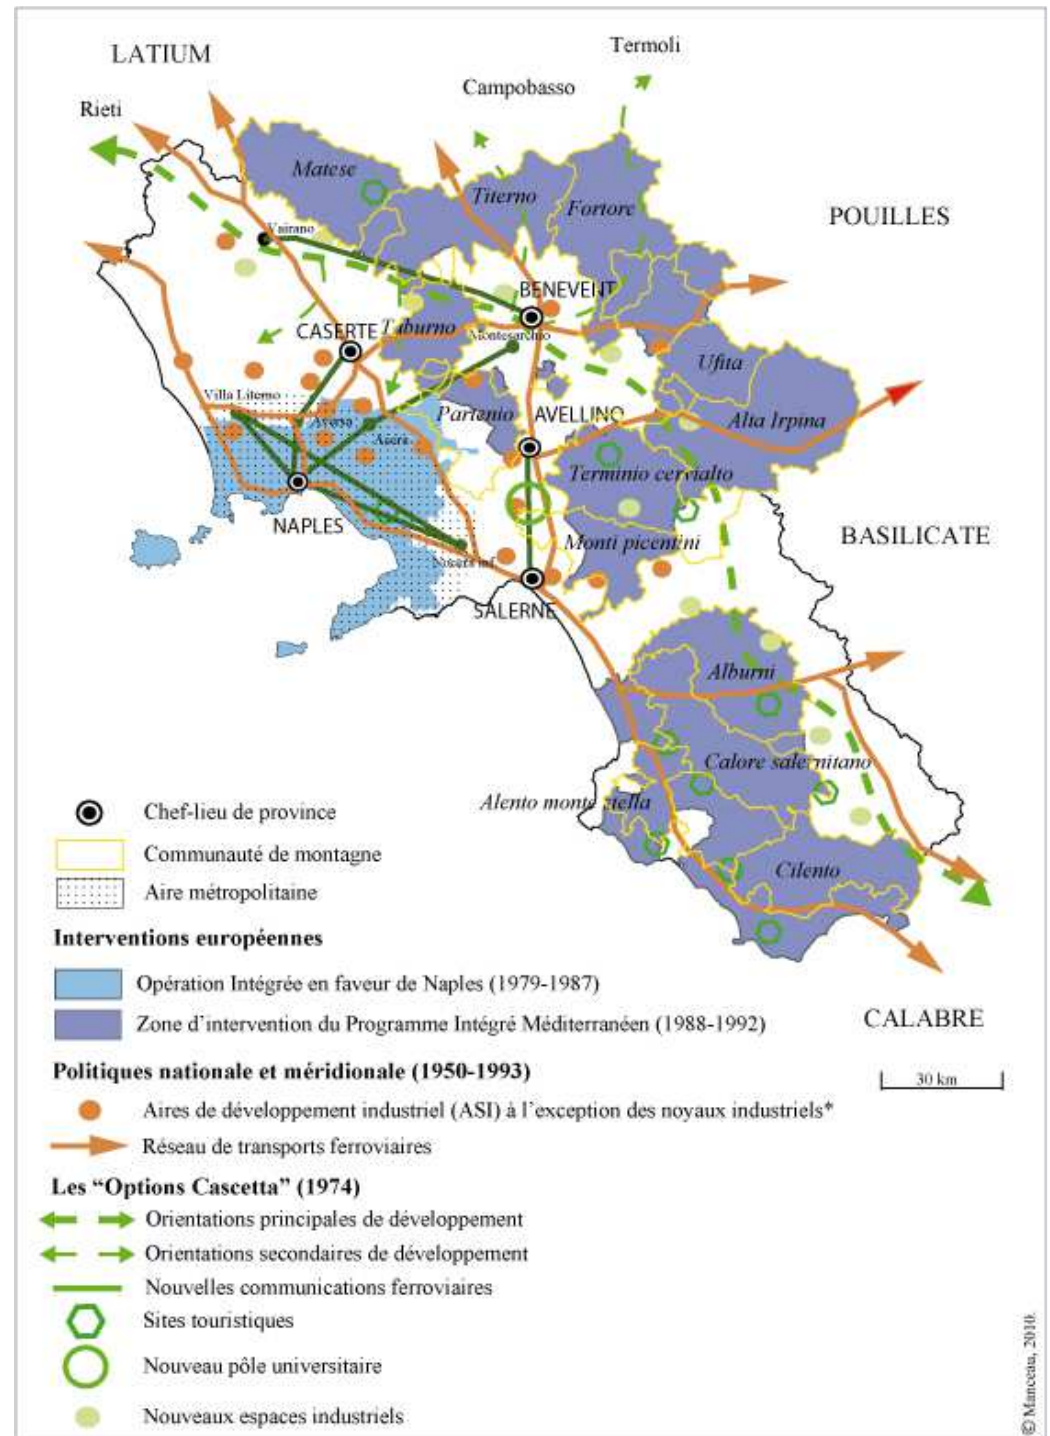 LATIUM
Termoli
Campobasso
Rieti
Matese
Titerno
Fortore
POUILLES
Vairano
BENEVENT
CASERTE
Taburno
Montesarchio
Ufita
Villa Literno
Partenio
AVELLINO
Alta Irpina
Aversa
Acerra
Terminio cervialto
NAPLES
BASILICATE
Monti picentini
Nocera inf.
SALERNE
Alburni
Calore salernitano
Alento monte stella
Cilento
CALABRE
30 km
Chef-lieu de province
Communauté de montagne
Aire métropolitaine
Interventions européennes
Opération Intégrée en faveur de Naples (1979-1987)
Zone d'intervention du Programme Intégré Méditerranéen (1988-1992)
Politiques nationale et méridionale (1950-1993)
Aires de développement industriel (ASI) à l'exception des noyaux industriels*
Réseau de transports ferroviaires
Les “Options Cascetta” (1974)
Orientations principales de développement
Orientations secondaires de développement
Nouvelles communications ferroviaires
Sites touristiques
Nouveau pôle universitaire
Nouveaux espaces industriels
© Manceau, 2010.